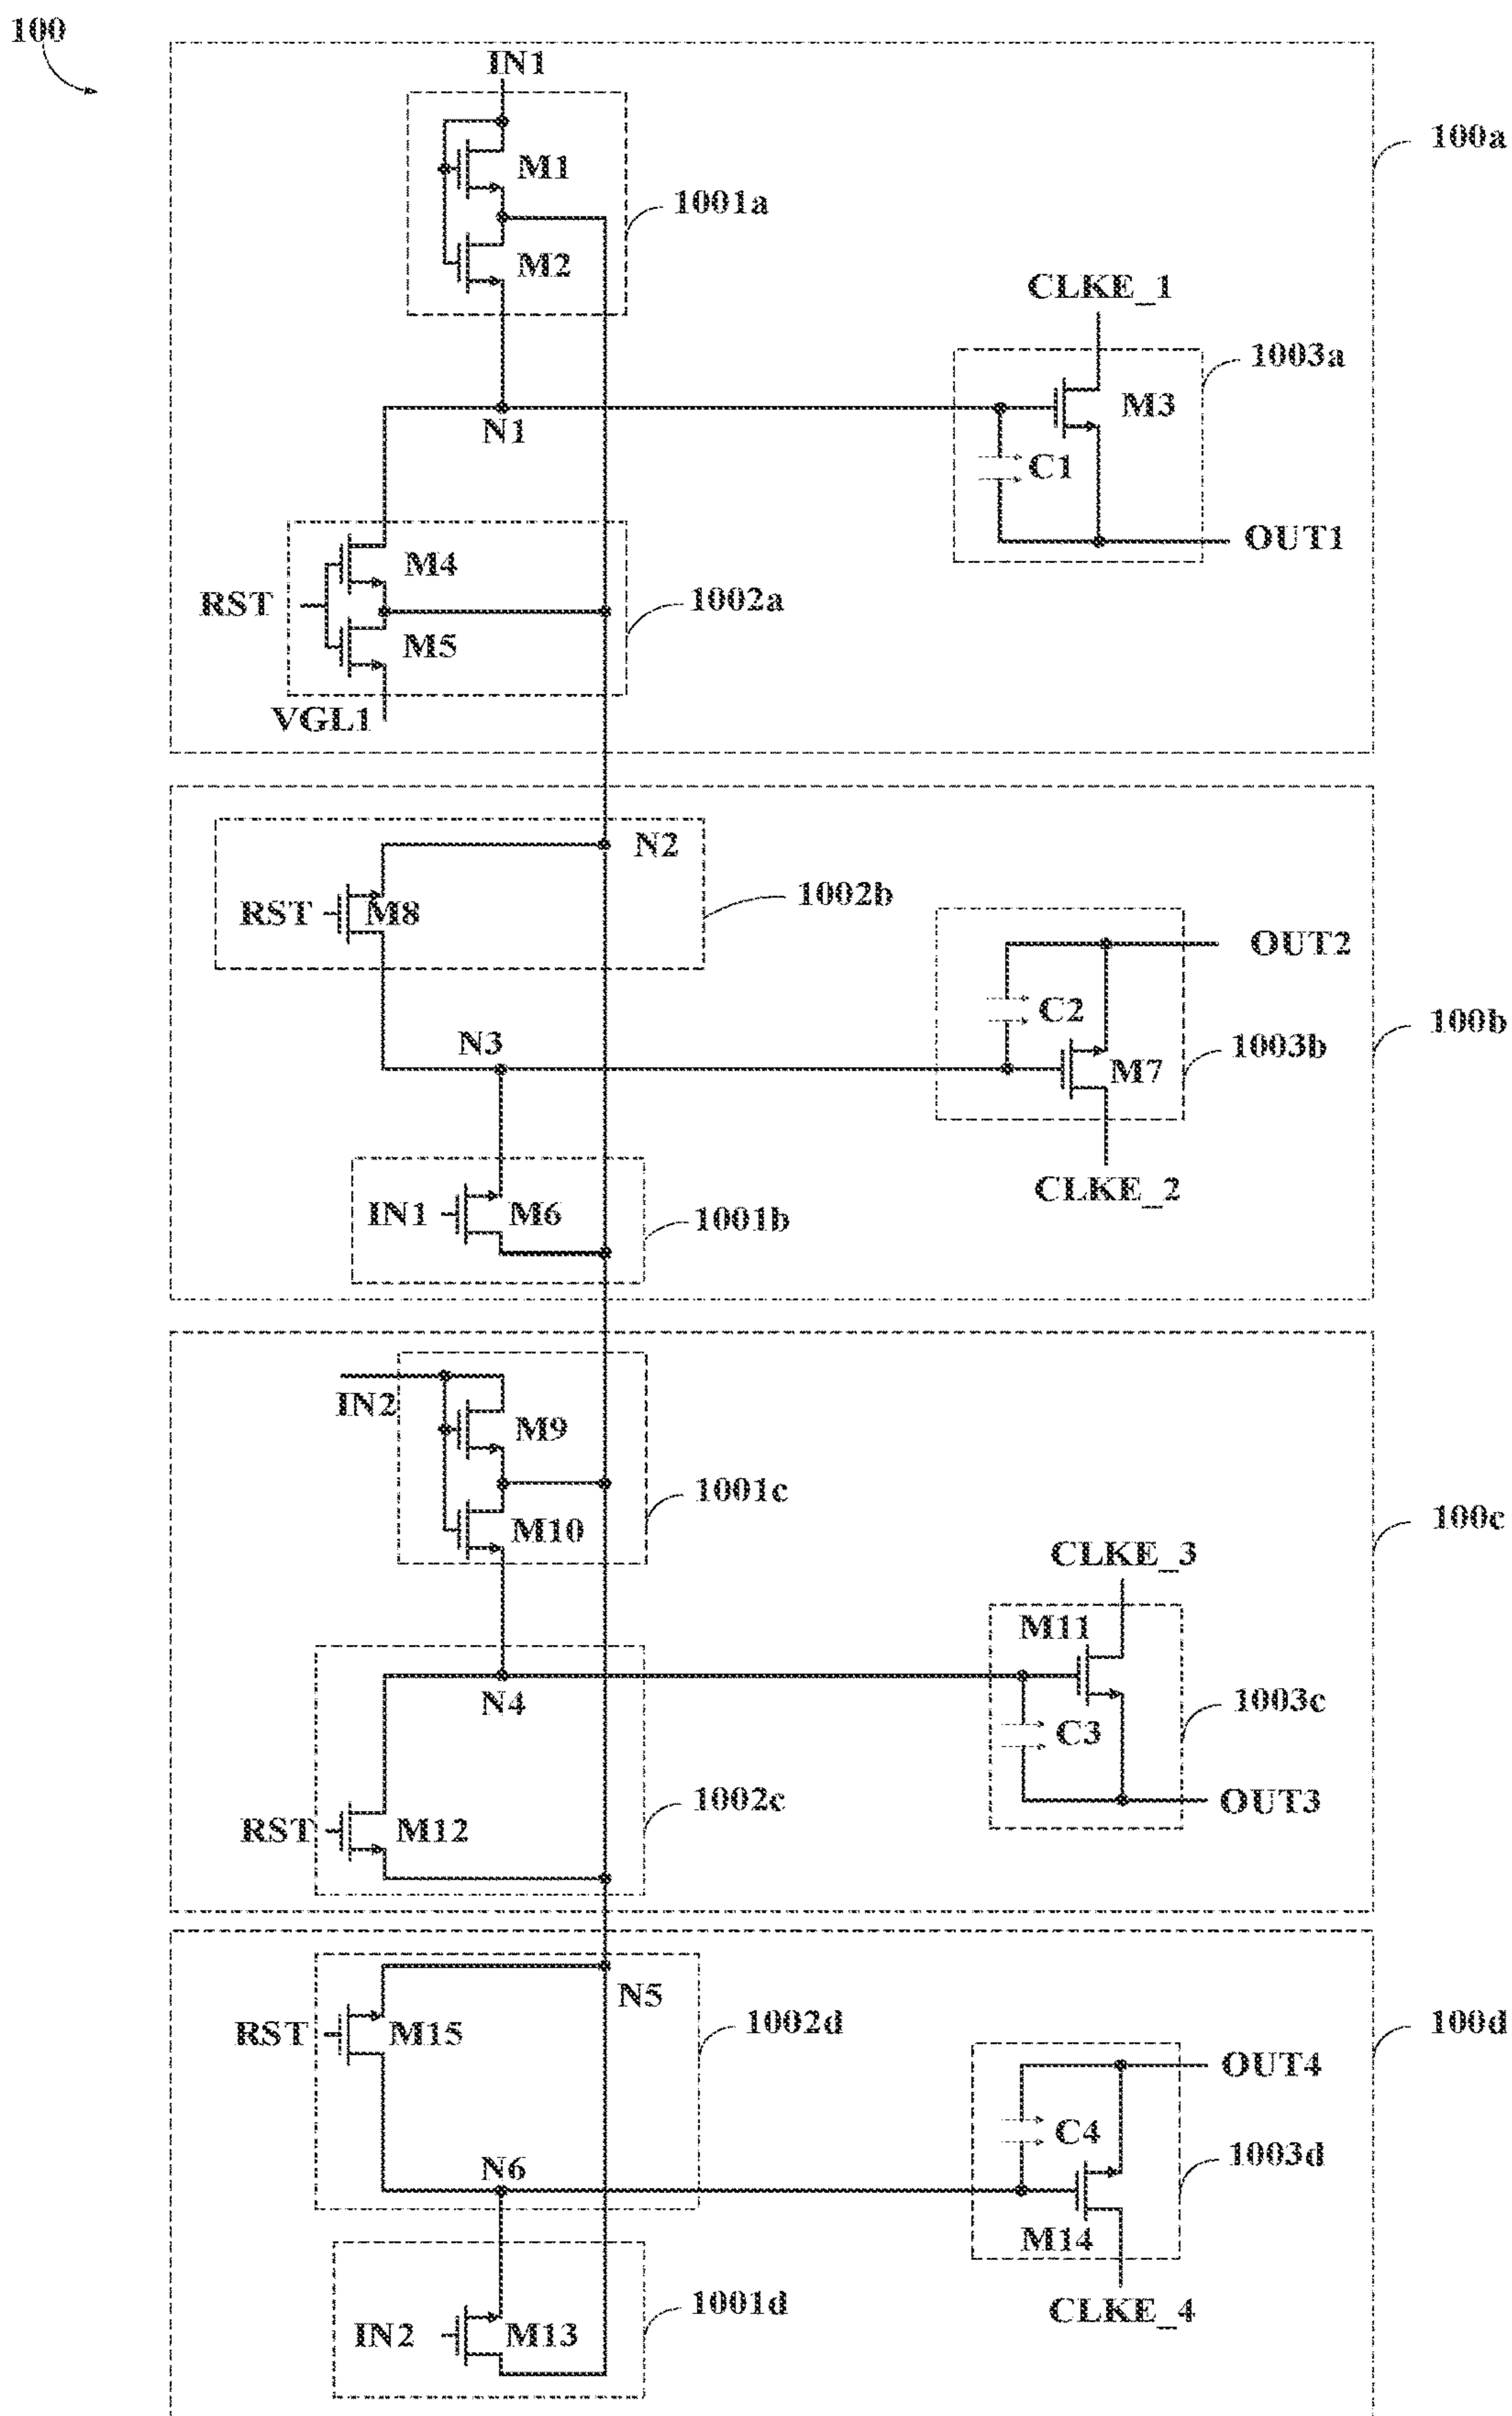 100
IN1
100a
M1
1001a
M2
CLKE_1
1003a
M3
N1
C1
OUT1
M4
RST
1002a
M5
VGL1
N2
1002b
RST
M8
OUT2
C2
100b
N3
1003b
M7
CLKE_2
IN1
M6
1001b
IN2
M9
1001c
100c
M10
CLKE_3
M11
N4
1003c
C3
1002c
OUT3
RST
M12
N5
1002d
100d
RST
M15
OUT4
C4
1003d
N6
M14
1001d
CLKE_4
IN2
M13